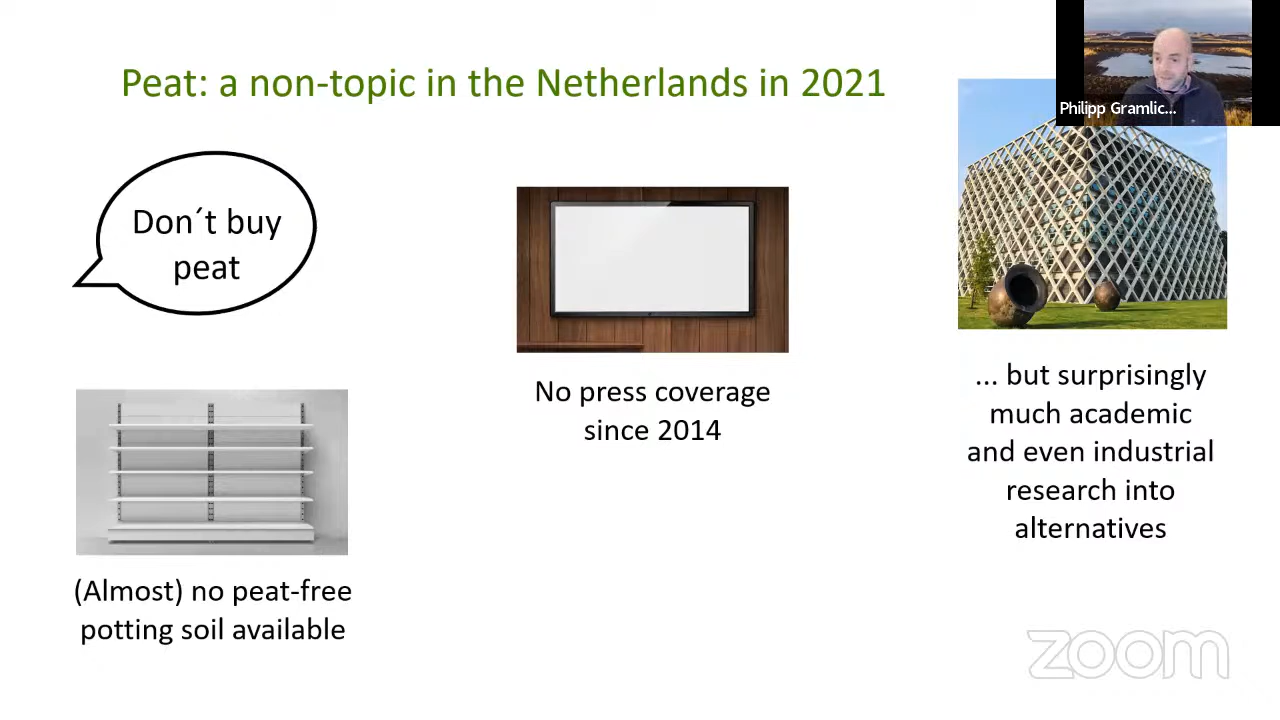 Peat: a non-topic in the Netherlands in 2021
Philipp Gramlic...
Don´t buy
peat
No press coverage
since 2014
... but surprisingly
much academic
and even industrial
research into
alternatives
(Almost) no peat-free
potting soil available
zoom